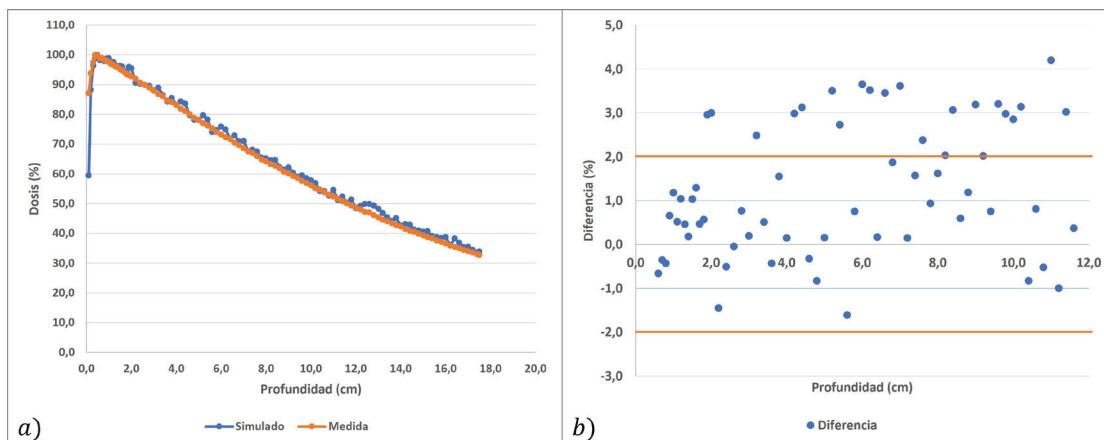 110,0
100,0
90,0
80,0
70,0
60,0
50,0
40,0
30,0
20,0
10,0
0,0
Dosis (%)
0,0 2,0 4,0 6,0 8,0 10,0 12,0 14,0 16,0 18,0 20,0
Profundidad (cm)
Simulado Medida
a)
5,0
4,0
3,0
2,0
1,0
0,0
-1,0
-2,0
-3,0
Diferencia (%)
0,0 2,0 4,0 6,0 8,0 10,0 12,0
Profundidad (cm)
Diferencia
b)